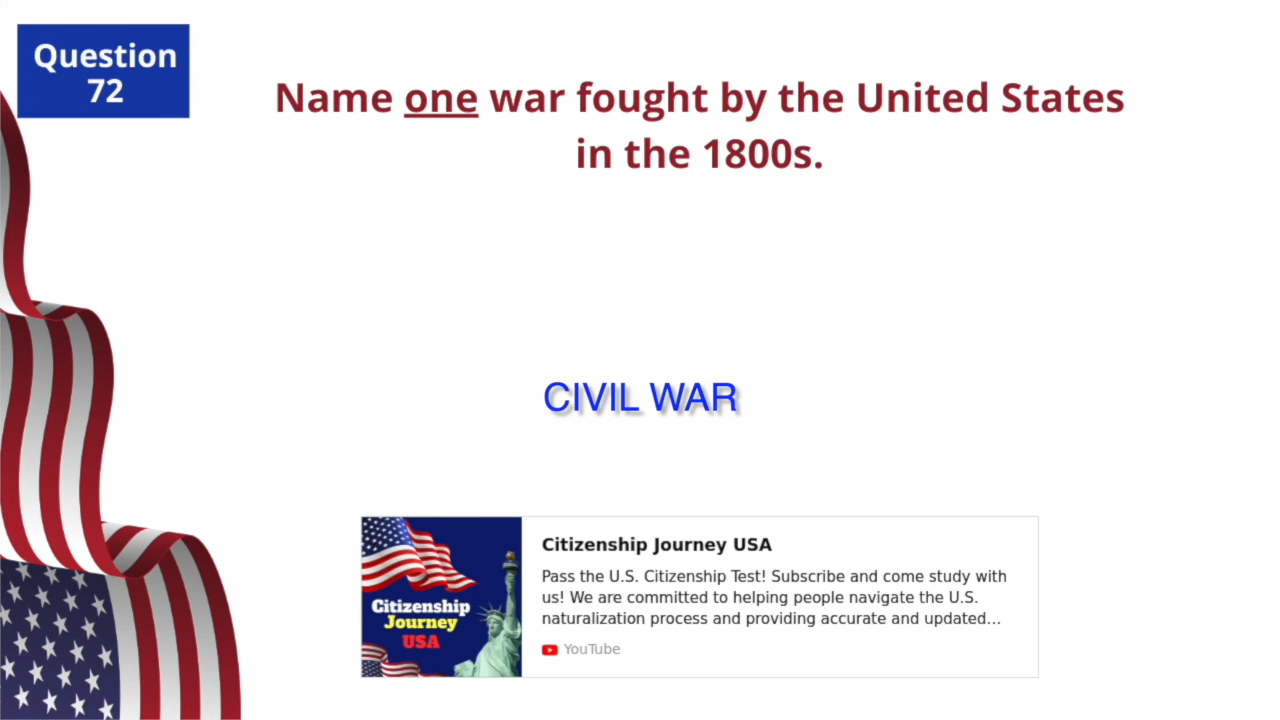 Question
72
Name one war fought by the United States
in the 1800s.
CIVIL WAR
Citizenship
Journey
USA
Citizenship Journey USA
Pass the U.S. Citizenship Test! Subscribe and come study with
us! We are committed to helping people navigate the U.S.
naturalization process and providing accurate and updated...
YouTube